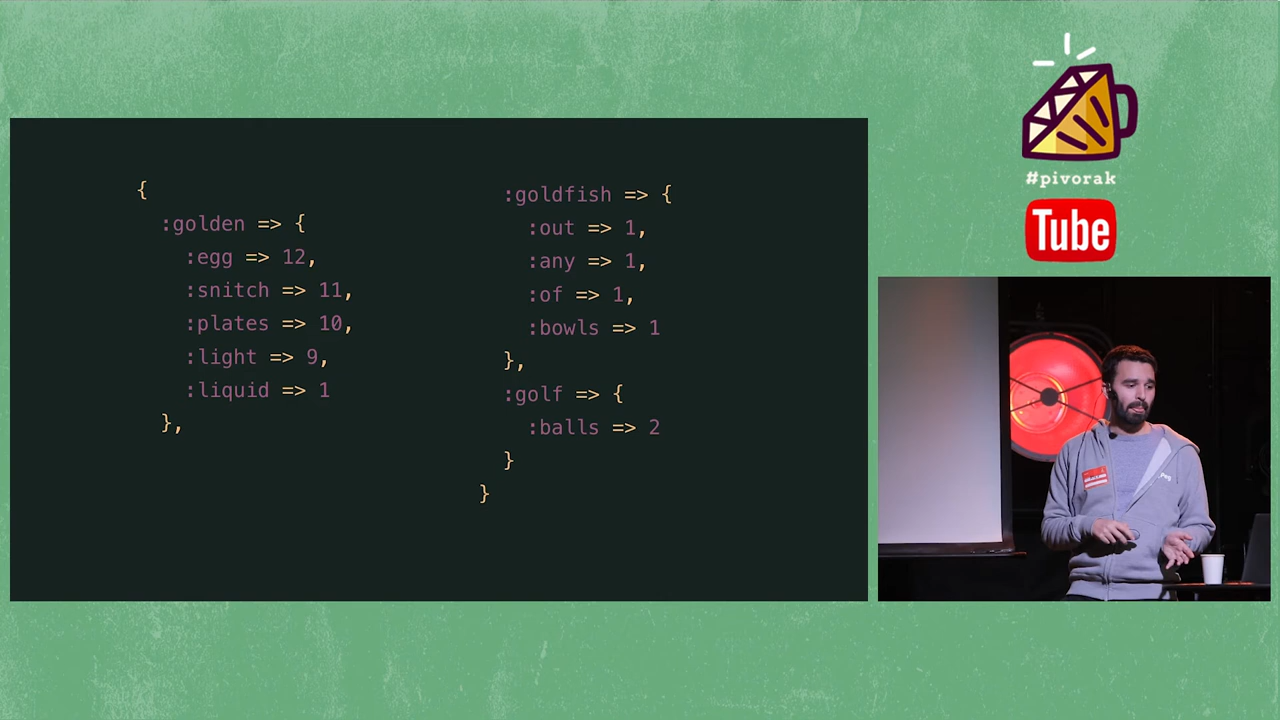 {
:golden => {
:egg => 12,
:snitch => 11,
:plates => 10,
:light => 9,
:liquid => 1
},
:goldfish => {
:out => 1,
:any => 1,
:of => 1,
:bowls => 1
},
:golf => {
:balls => 2
}
}
#pivorak
Tube